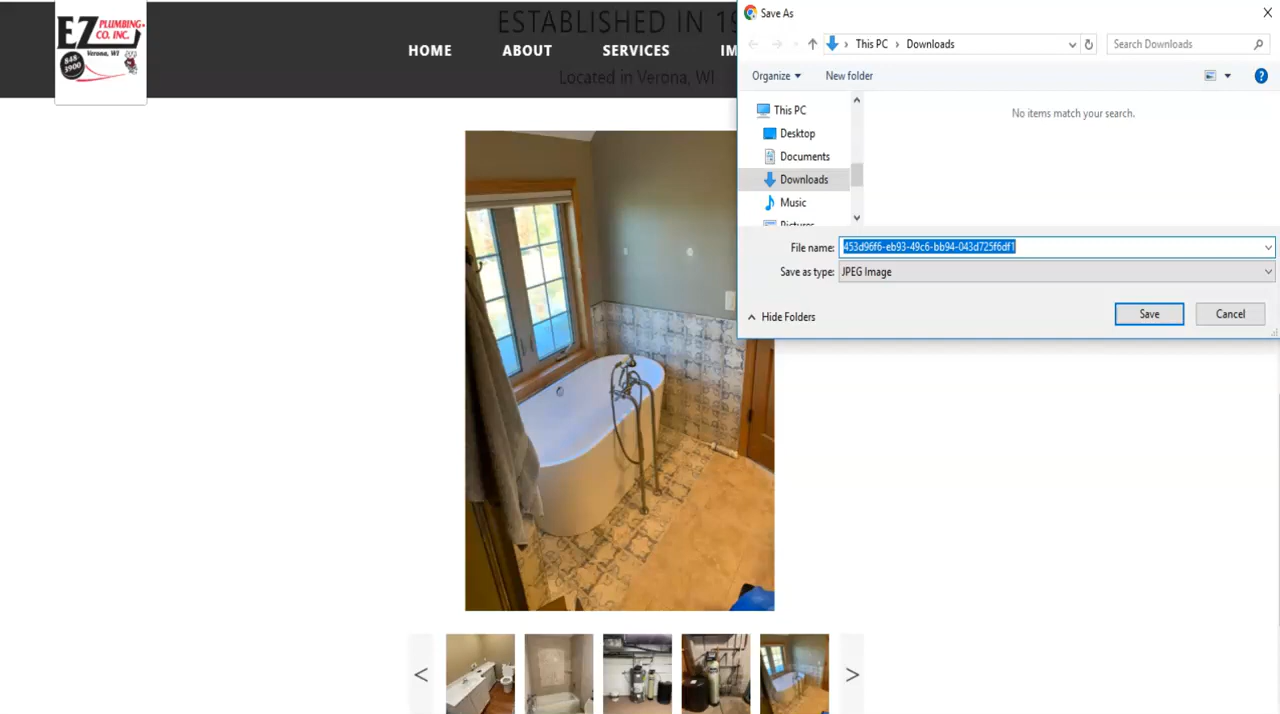 EZ PLUMBING
CO. INC.
Verona, WI
848-
3900
ESTABLISHED IN 19
HOME ABOUT SERVICES IM
Located in Verona, WI
Save As
This PC › Downloads
Search Downloads
Organize New folder
This PC
Desktop
Documents
Downloads
Music
Pictures
No items match your search.
File name: 453d96f6-eb93-49c6-bb94-043d725f6df1
Save as type: JPEG Image
Hide Folders
Save Cancel
< >